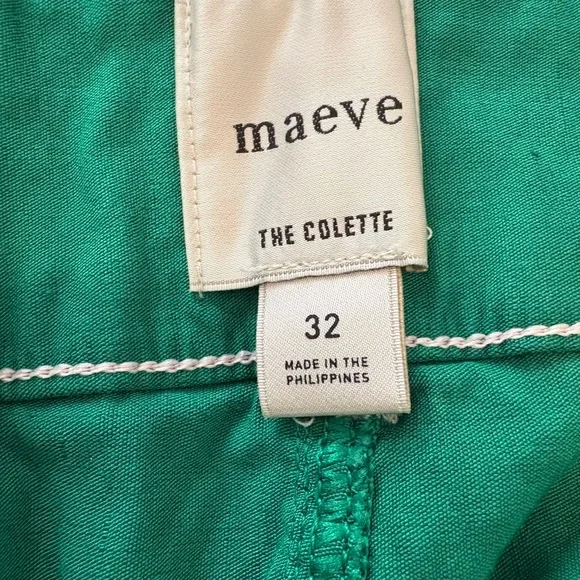 maeve
THE COLETTE
32
MADE IN THE
PHILIPPINES